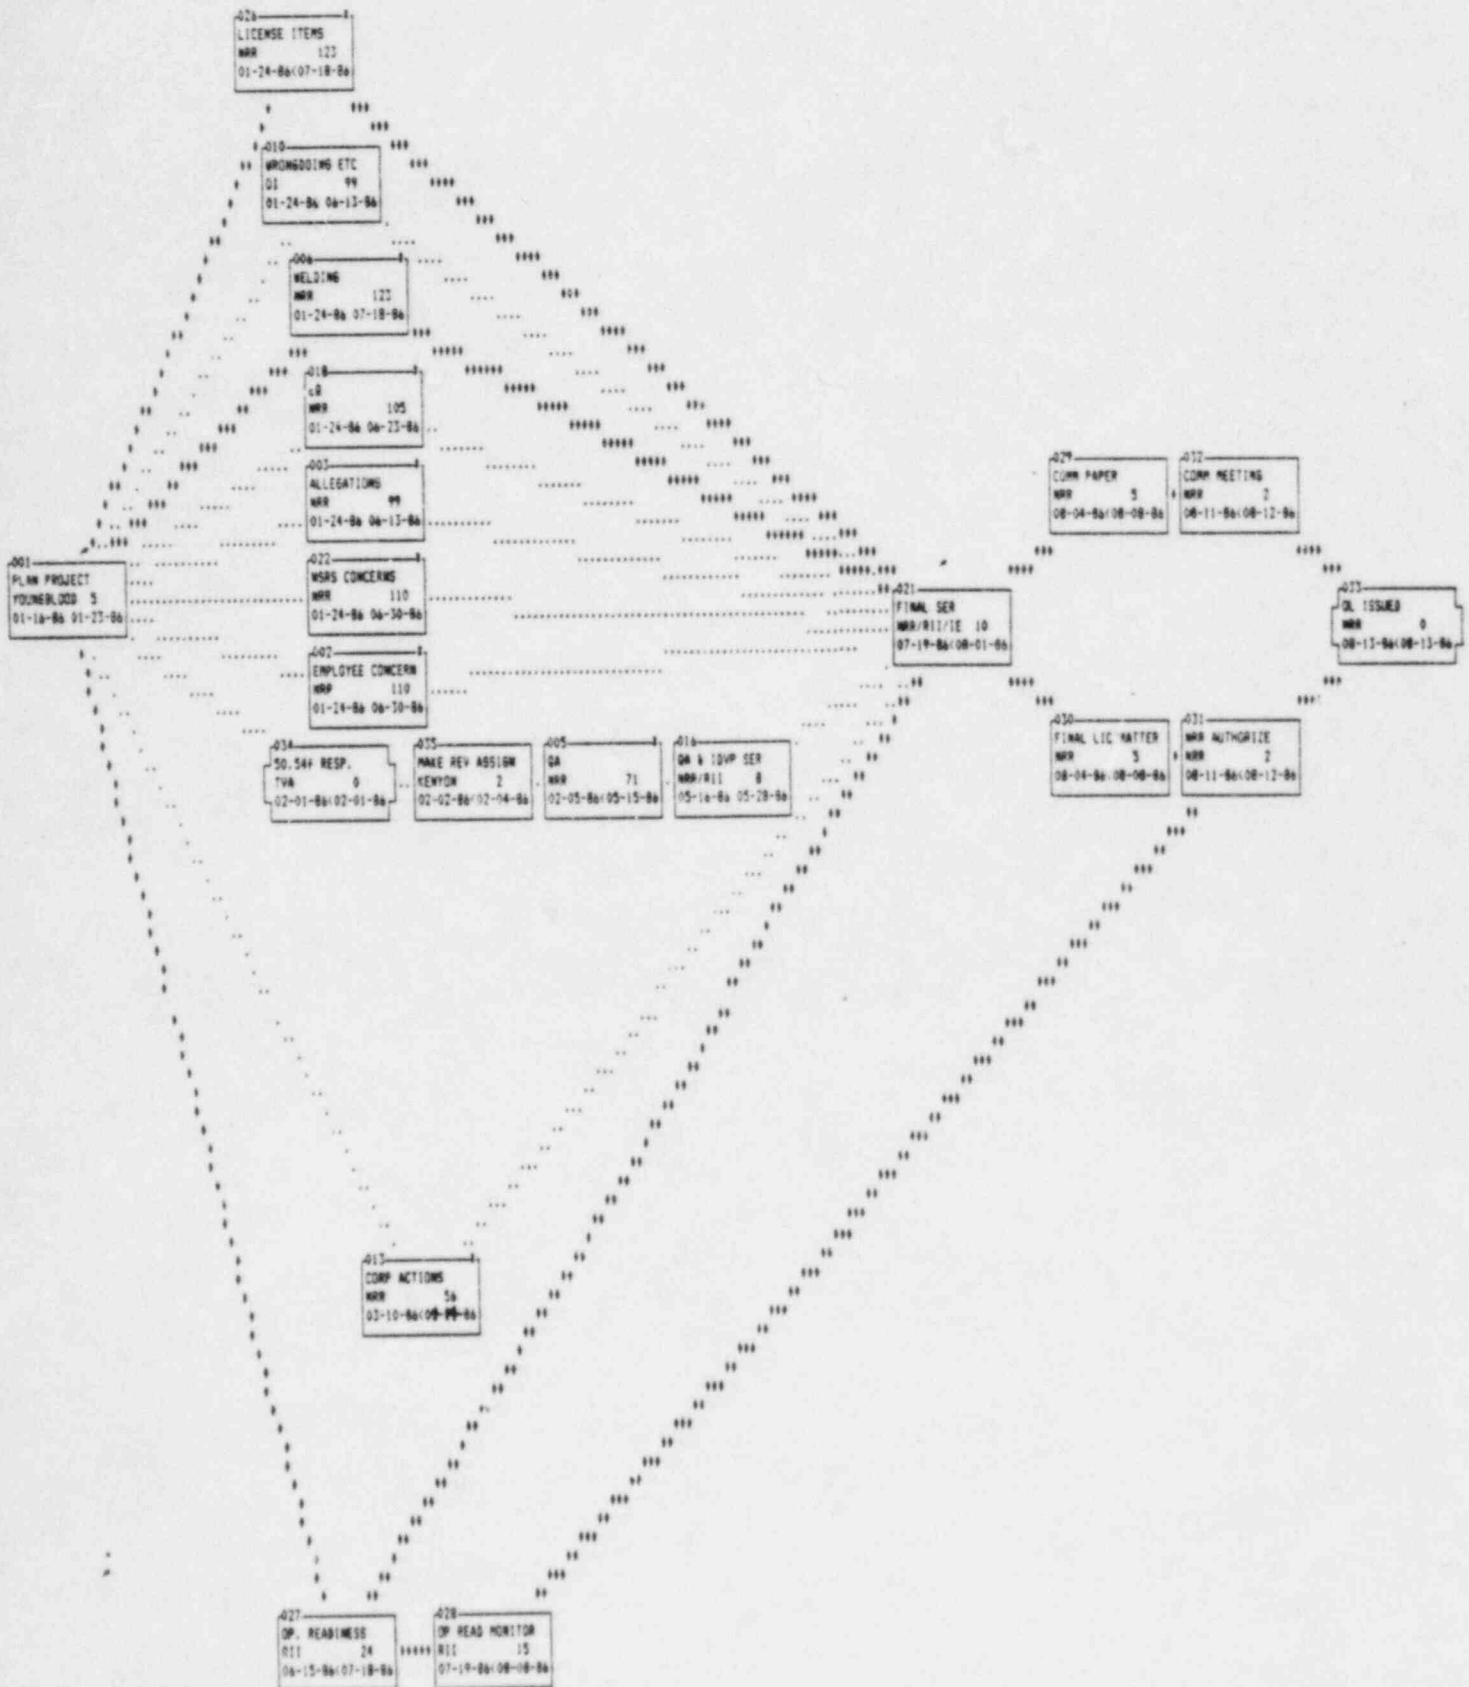 026
LICENSE ITEMS
NRR 123
01-24-86<07-18-86
010
WRONGDOING ETC
OI 99
01-24-86 06-13-86
006
WELDING
NRR 123
01-24-86 07-18-86
018
NRR 105
01-24-86 06-23-86
003
ALLEGATIONS
NRR 99
01-24-86 06-13-86
022
NSRS CONCERNS
NRR 110
01-24-86 06-30-86
002
EMPLOYEE CONCERN
NRR 110
01-24-86 06-30-86
001
PLAN PROJECT
YOUNGBLOOD 5
01-16-86 01-23-86
034
50.54f RESP.
TVA 0
02-01-86<02-01-86
035
MAKE REV ASSIGN
KENYON 2
02-02-86<02-04-86
005
QA
NRR 71
02-05-86<05-15-86
016
QA & IDVP SER
NRR/RII 8
05-16-86 05-28-86
021
FINAL SER
NRR/RII/IE 10
07-19-86<08-01-86
029
COMM PAPER
NRR 5
08-04-86<08-08-86
032
COMM MEETING
NRR 2
08-11-86<08-12-86
033
OL ISSUED
NRR 0
08-13-86<08-13-86
030
FINAL LIC MATTER
NRR 5
08-04-86<08-08-86
031
NRR AUTHORIZE
NRR 2
08-11-86<08-12-86
013
CORP ACTIONS
NRR 56
03-10-86<
027
OP. READINESS
RII 24
06-15-86<07-18-86
028
OP READ MONITOR
RII 15
07-19-86<08-08-86